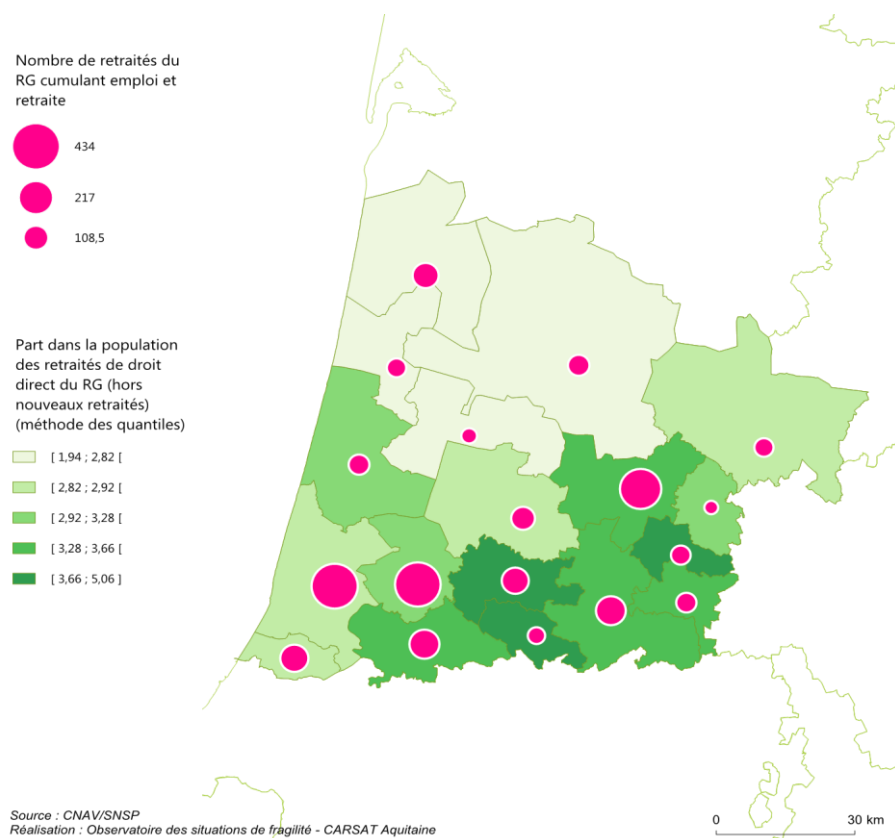 Nombre de retraités du
RG cumulant emploi et
retraite
434
217
108,5
Part dans la population
des retraités de droit
direct du RG (hors
nouveaux retraités)
(méthode des quantiles)
[ 1,94 ; 2,82 [
[ 2,82 ; 2,92 [
[ 2,92 ; 3,28 [
[ 3,28 ; 3,66 [
[ 3,66 ; 5,06 ]
Source : CNAV/SNSP
Réalisation : Observatoire des situations de fragilité - CARSAT Aquitaine
0 30 km